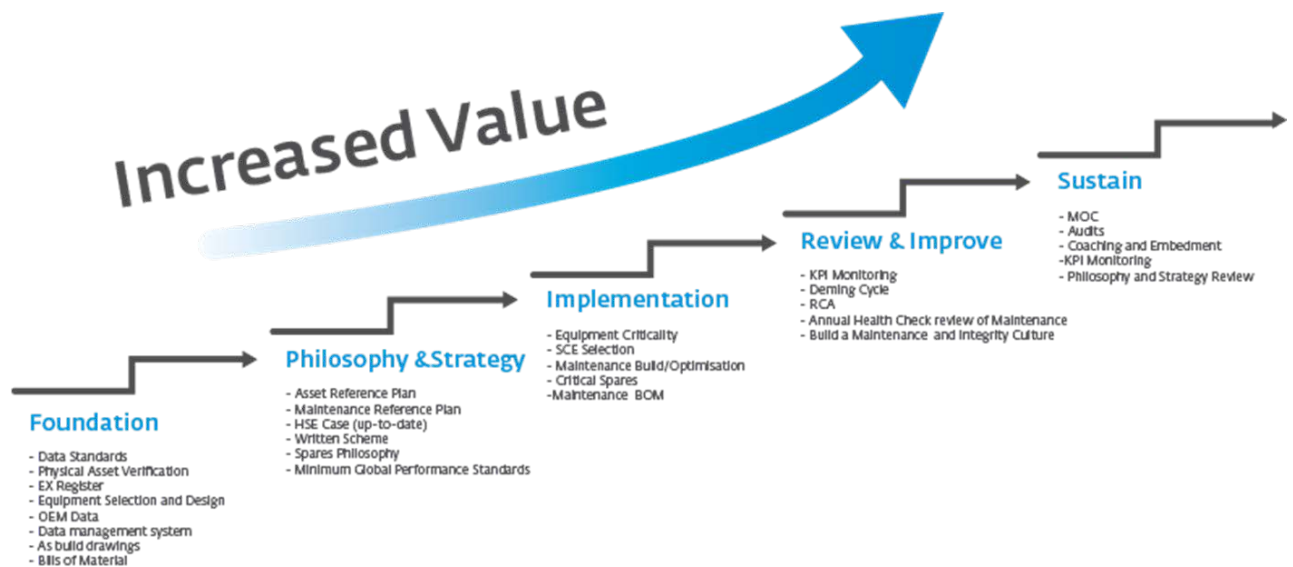 Increased Value
Foundation
- Data Standards
- Physical Asset Verification
- EX Register
- Equipment Selection and Design
- OEM Data
- Data management system
- As build drawings
- Bills of Material
Philosophy &Strategy
- Asset Reference Plan
- Maintenance Reference Plan
- HSE Case (up-to-date)
- Written Scheme
- Spares Philosophy
- Minimum Global Performance Standards
Implementation
- Equipment Criticality
- SCE Selection
- Maintenance Build/Optimisation
- Critical Spares
-Maintenance BOM
Review & Improve
- KPI Monitoring
- Deming Cycle
- RCA
- Annual Health Check review of Maintenance
- Build a Maintenance and Integrity Culture
Sustain
- MOC
- Audits
- Coaching and Embedment
-KPI Monitoring
- Philosophy and Strategy Review